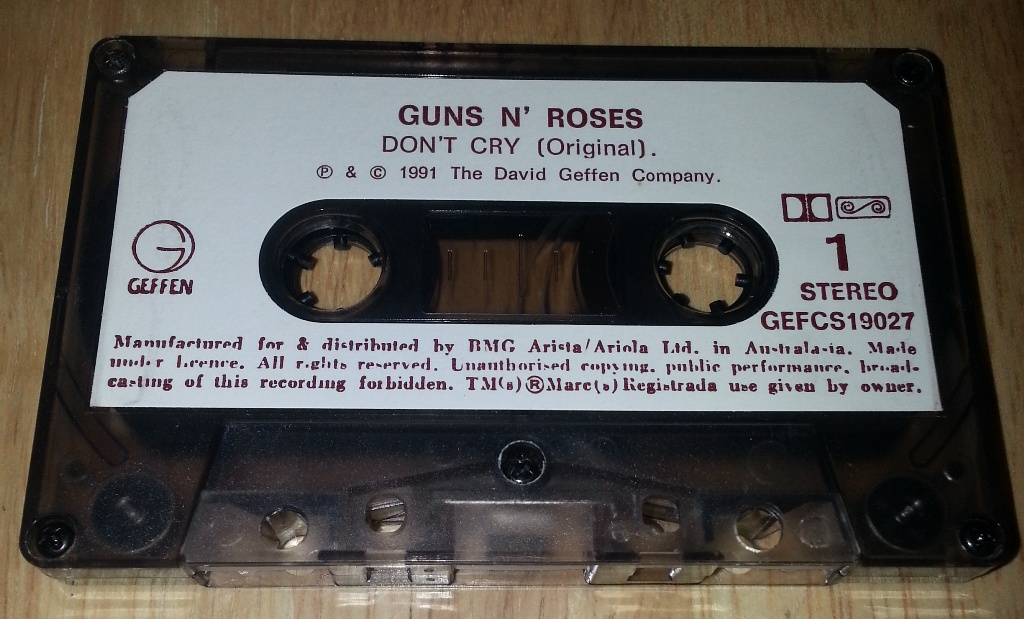 GUNS N' ROSES
DON'T CRY (Original).
℗ & © 1991 The David Geffen Company.
GEFFEN
1
STEREO
GEFCS19027
Manufactured for & distributed by BMG Arista/Ariola Ltd. in Australasia. Made
under licence. All rights reserved. Unauthorised copying, public performance, broad-
casting of this recording forbidden. TM(s)®Marc(s) Registrada use given by owner.